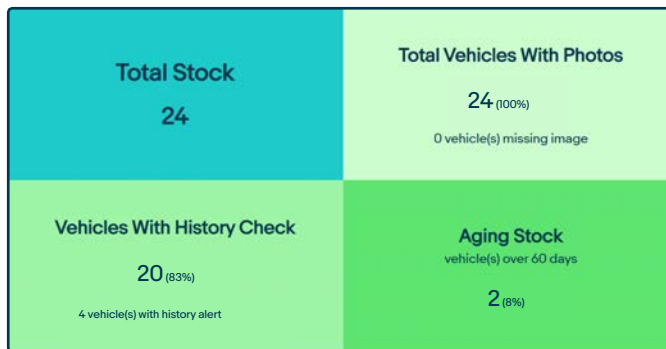 Total Stock
24
Total Vehicles With Photos
24 (100%)
0 vehicle(s) missing image
Vehicles With History Check
20 (83%)
4 vehicle(s) with history alert
Aging Stock
vehicle(s) over 60 days
2 (8%)